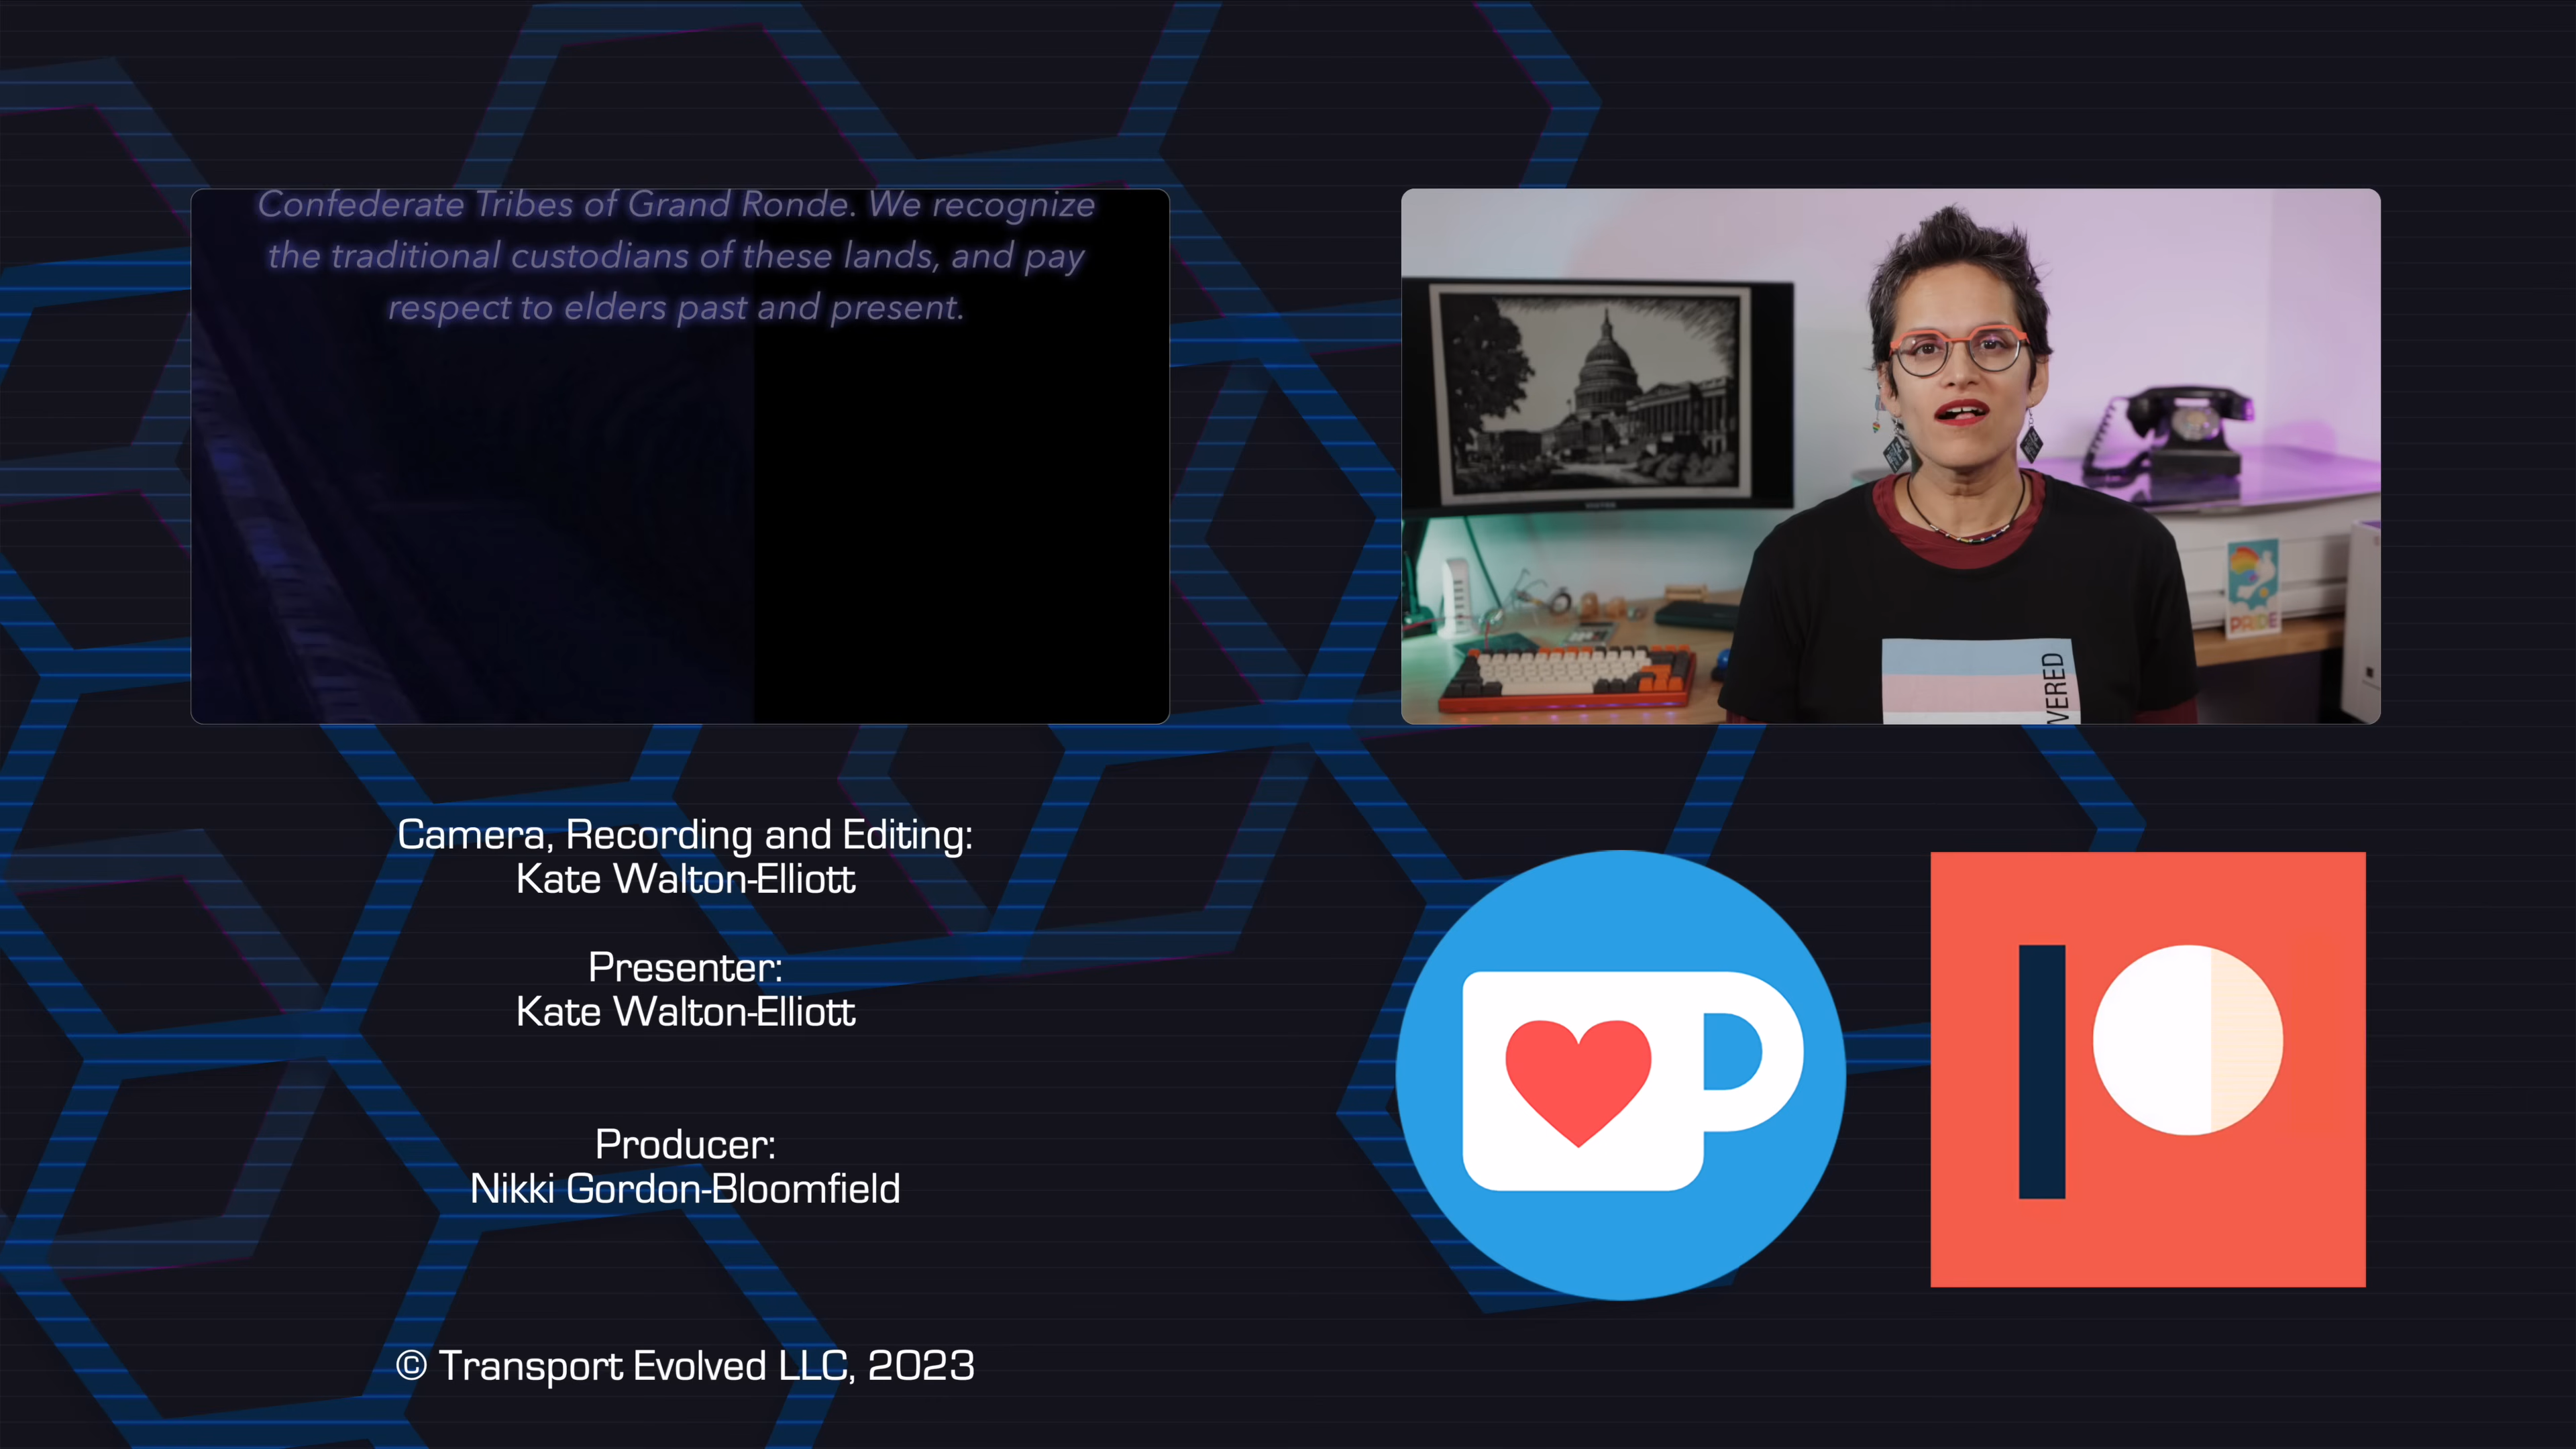 Confederate Tribes of Grand Ronde. We recognize
the traditional custodians of these lands, and pay
respect to elders past and present.
VERED
PRIDE
Camera, Recording and Editing:
Kate Walton-Elliott
Presenter:
Kate Walton-Elliott
Producer:
Nikki Gordon-Bloomfield
© Transport Evolved LLC, 2023